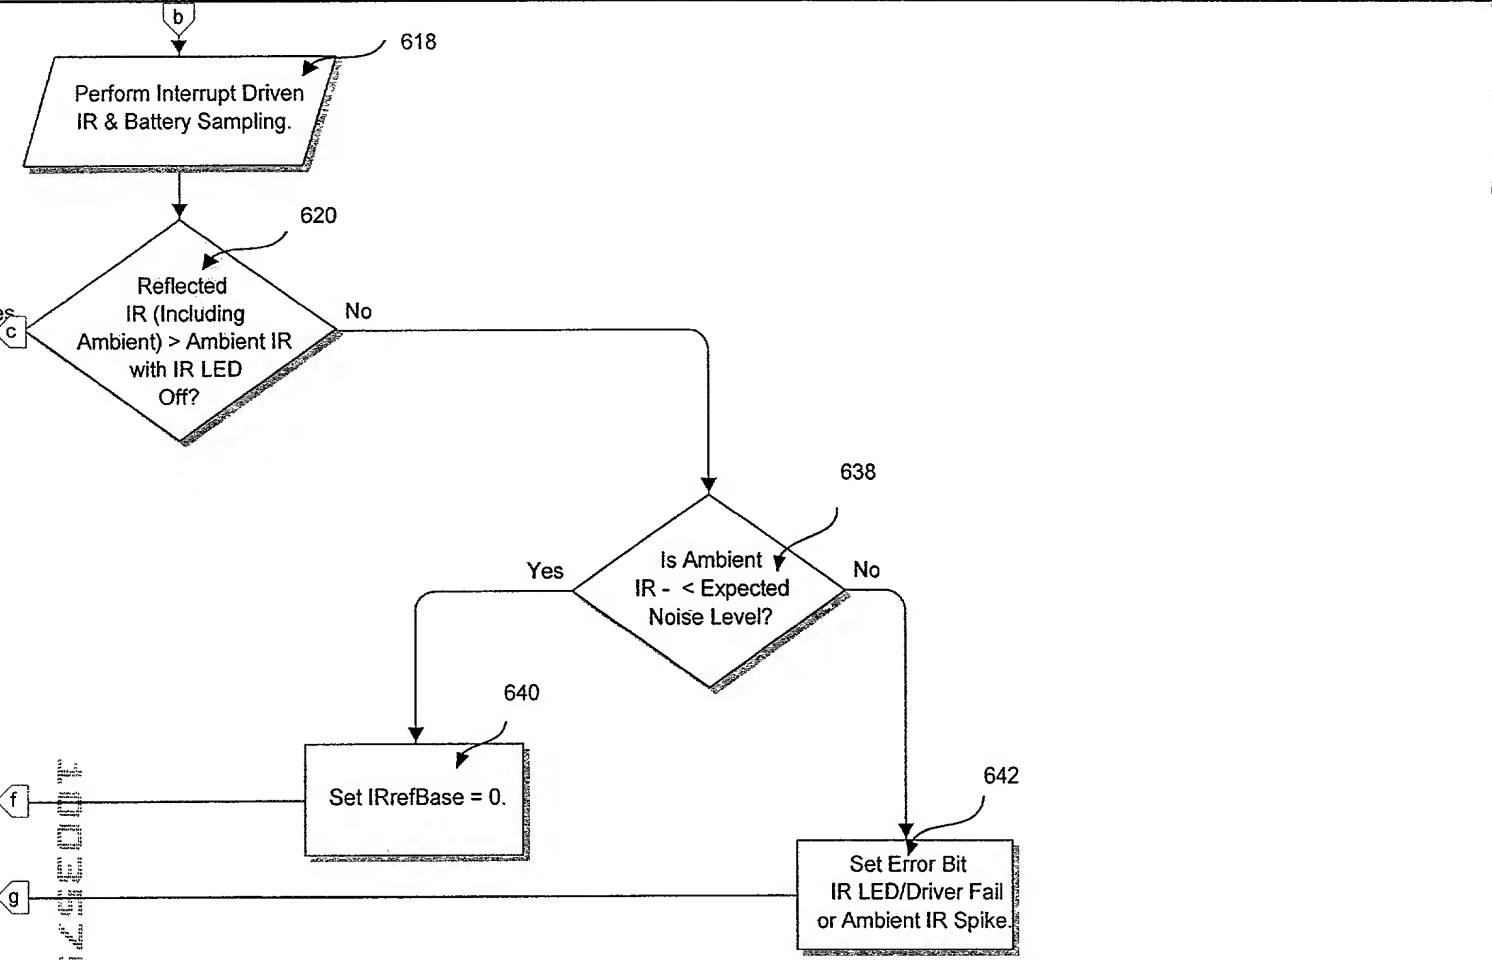 b
618
Perform Interrupt Driven
IR & Battery Sampling.
620
Reflected
IR (Including
Ambient) > Ambient IR
with IR LED
Off?
No
c
638
Is Ambient
IR - < Expected
Noise Level?
Yes
No
640
Set IRrefBase = 0.
f
642
Set Error Bit
IR LED/Driver Fail
or Ambient IR Spike.
g